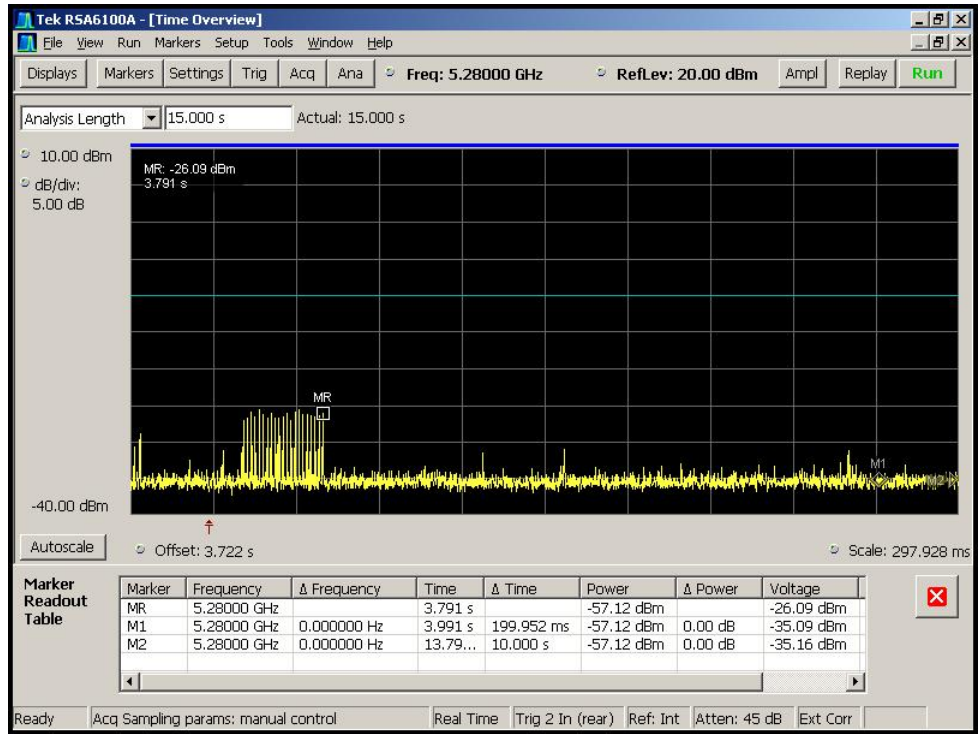 Tek RSA6100A - [Time Overview]
File View Run Markers Setup Tools Window Help
Displays Markers Settings Trig Acq Ana Freq: 5.28000 GHz RefLev: 20.00 dBm Ampl Replay Run
Analysis Length 15.000 s Actual: 15.000 s
10.00 dBm
dB/div:
5.00 dB
MR: -26.09 dBm
3.791 s
MR
M1
M2
-40.00 dBm
Autoscale Offset: 3.722 s Scale: 297.928 ms
Marker
Readout
Table
Marker Frequency Δ Frequency Time Δ Time Power Δ Power Voltage
MR 5.28000 GHz 3.791 s -57.12 dBm -26.09 dBm
M1 5.28000 GHz 0.000000 Hz 3.991 s 199.952 ms -57.12 dBm 0.00 dB -35.09 dBm
M2 5.28000 GHz 0.000000 Hz 13.79... 10.000 s -57.12 dBm 0.00 dB -35.16 dBm
Ready Acq Sampling params: manual control Real Time Trig 2 In (rear) Ref: Int Atten: 45 dB Ext Corr